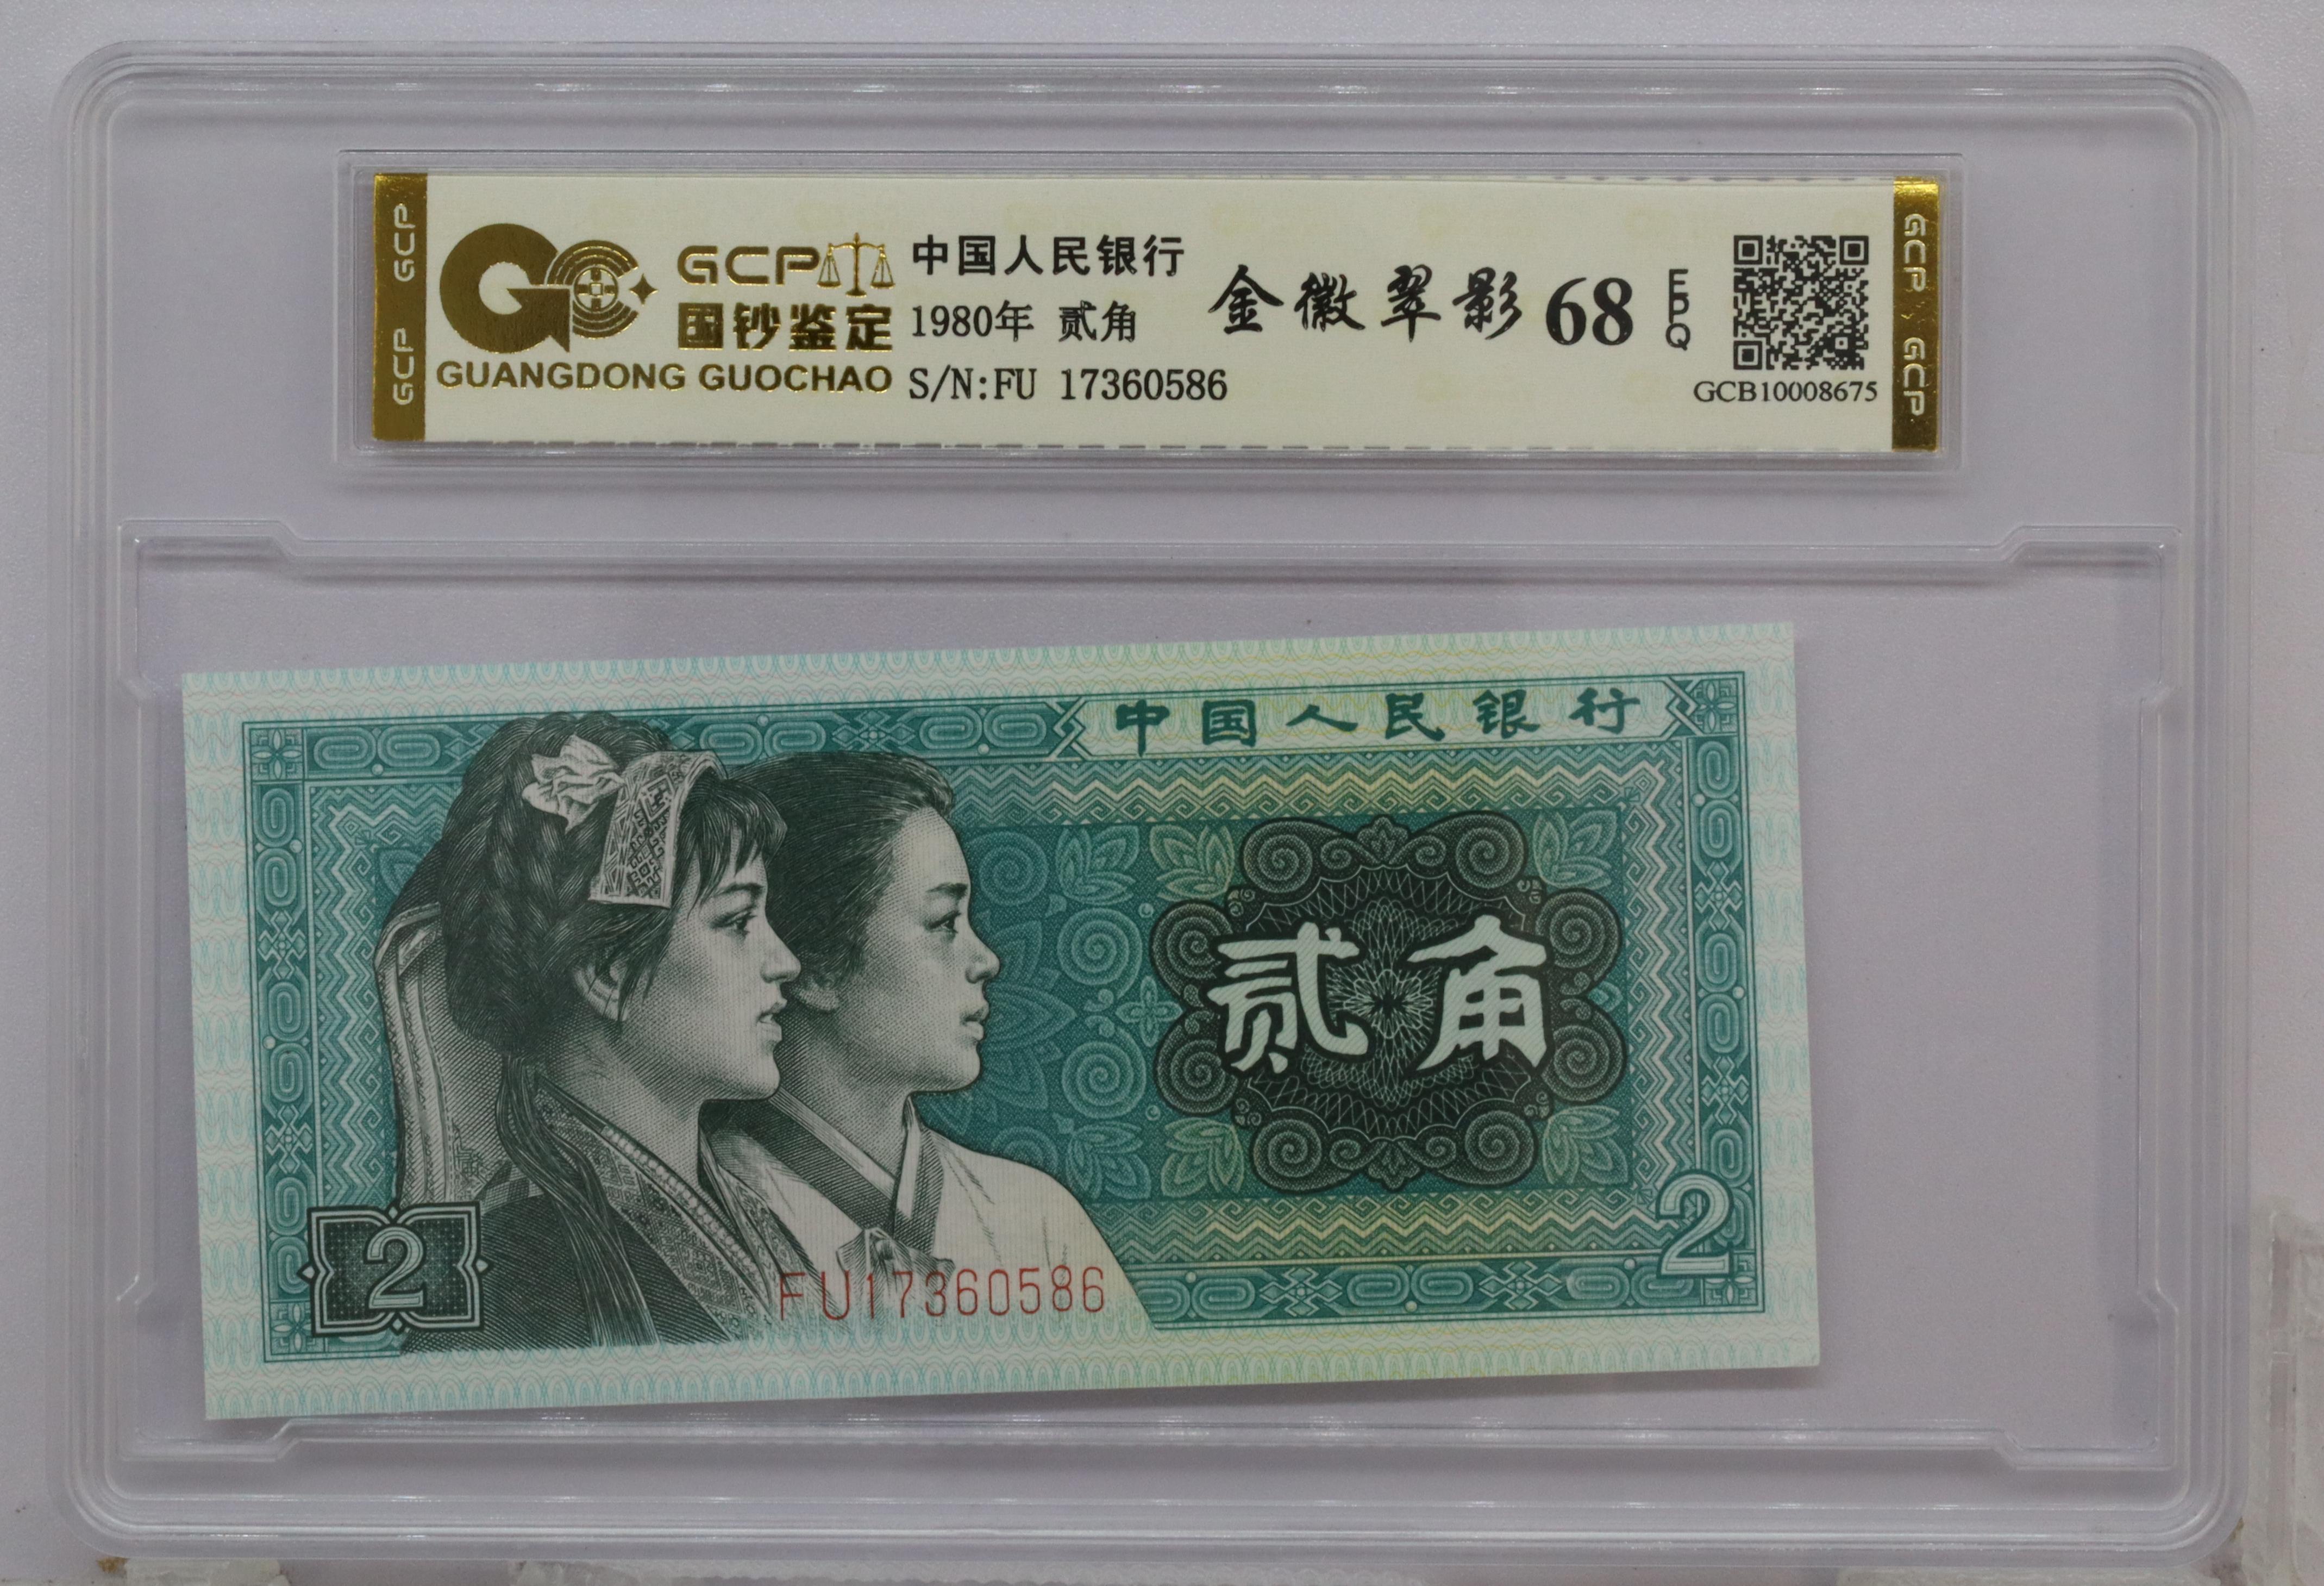 GCP GCP
GCP
国钞鉴定
GUANGDONG GUOCHAO
中国人民银行
1980年 贰角
S/N:FU 17360586
金徽翠影 68 EPQ
GCB10008675
GCP GCP
中国人民银行
贰角
2
2
FU17360586